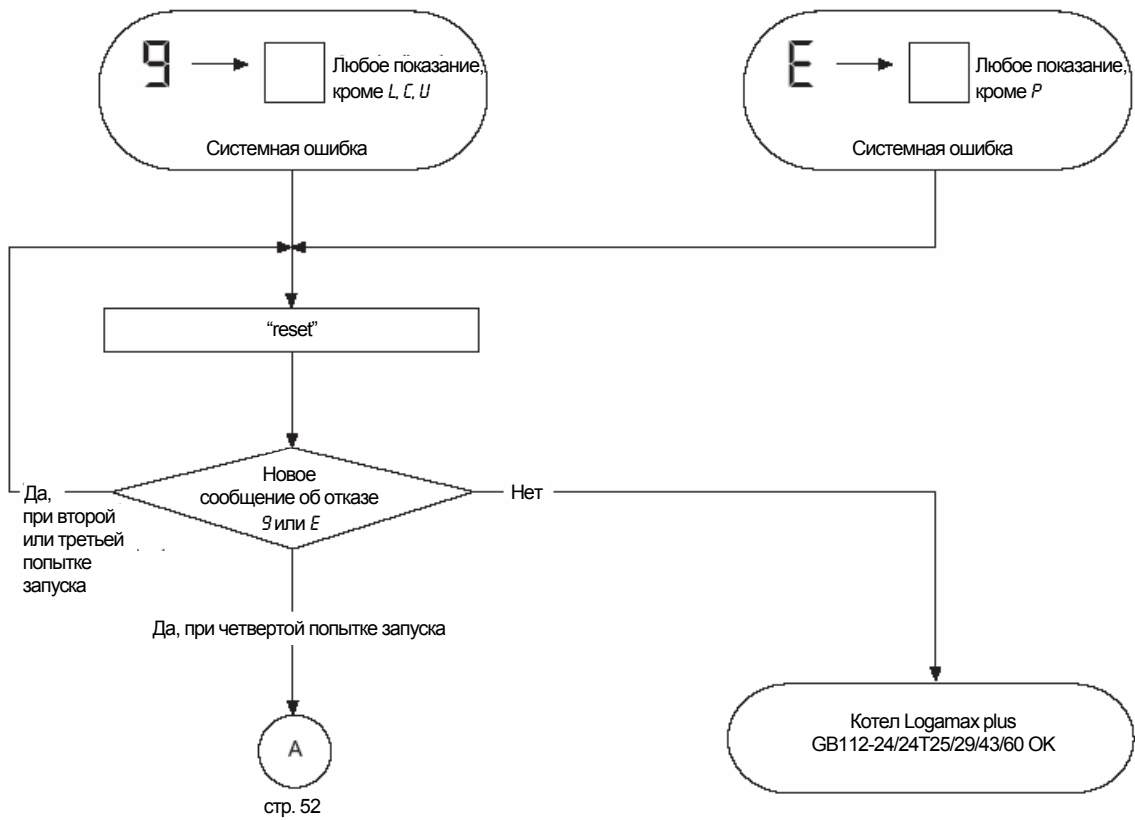 9
Любое показание,
кроме L, C, U
Системная ошибка
E
Любое показание,
кроме P
Системная ошибка
“reset”
Новое
сообщение об отказе
9 или E
Да,
при второй
или третьей
попытке
запуска
Нет
Да, при четвертой попытке запуска
A
стр. 52
Котел Logamax plus
GB112-24/24T25/29/43/60 OK